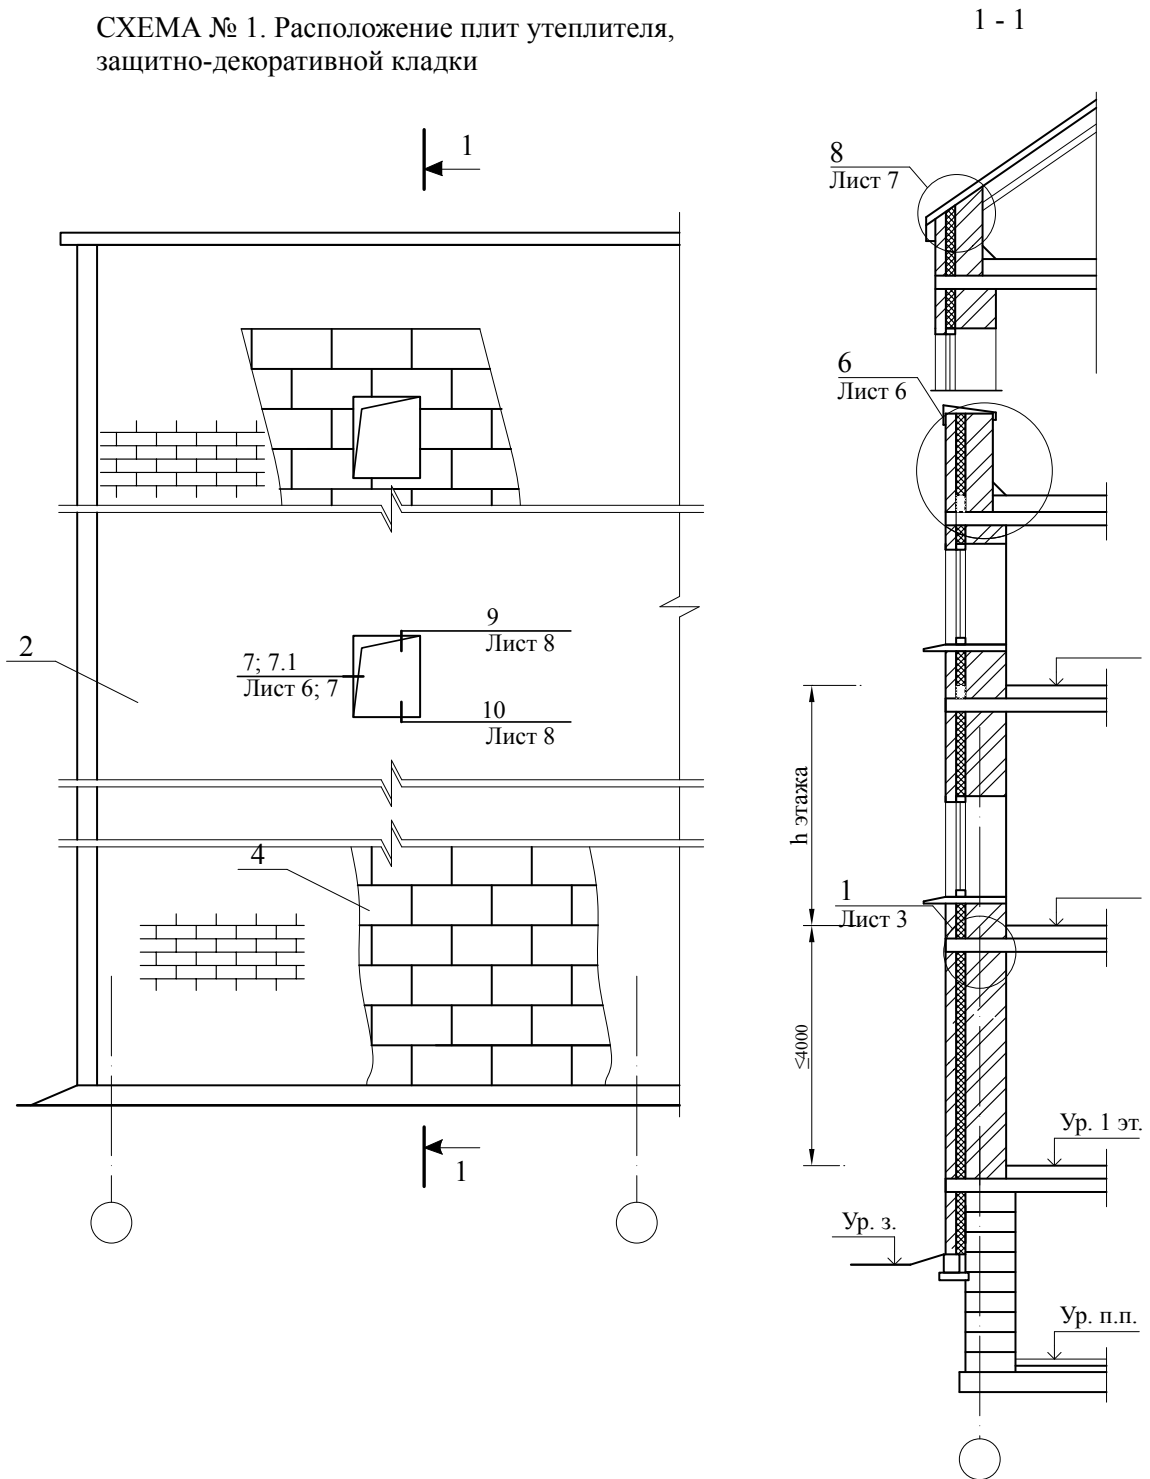 СХЕМА № 1. Расположение плит утеплителя,
защитно-декоративной кладки
1
2
7; 7.1
Лист 6; 7
9
Лист 8
10
Лист 8
4
1
1 - 1
8
Лист 7
6
Лист 6
h этажа
1
Лист 3
≤4000
Ур. 1 эт.
Ур. з.
Ур. п.п.